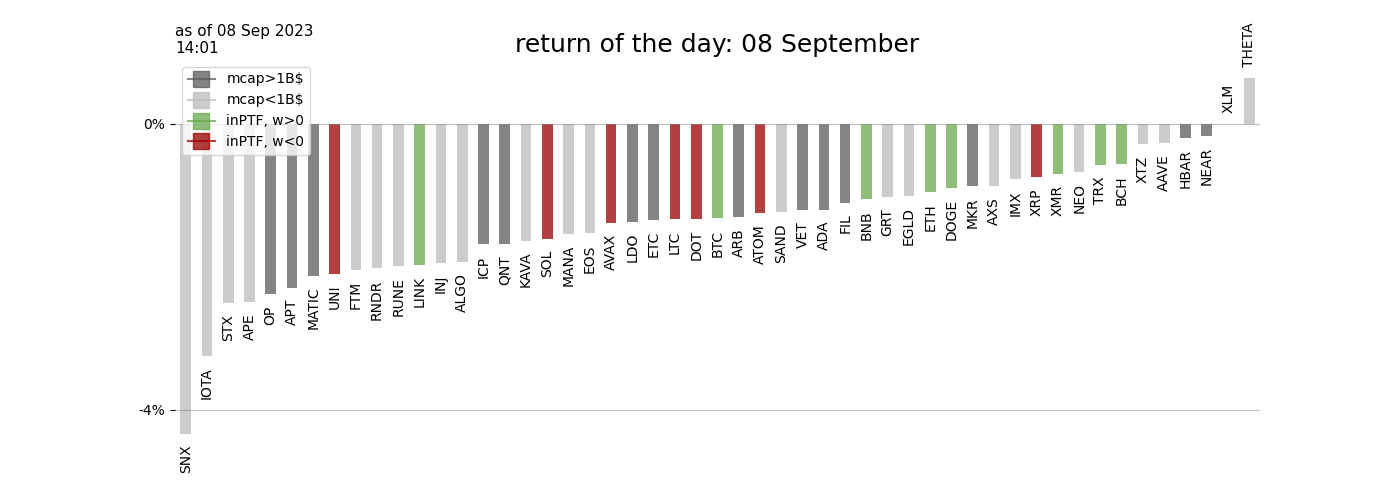 as of 08 Sep 2023
14:01
return of the day: 08 September
mcap>1B$
mcap<1B$
inPTF, w>0
inPTF, w<0
0%
-4%
SNX
IOTA
STX
APE
OP
APT
MATIC
UNI
FTM
RNDR
RUNE
LINK
INJ
ALGO
ICP
QNT
KAVA
SOL
MANA
EOS
AVAX
LDO
ETC
LTC
DOT
BTC
ARB
ATOM
SAND
VET
ADA
FIL
BNB
GRT
EGLD
ETH
DOGE
MKR
AXS
IMX
XRP
XMR
NEO
TRX
BCH
XTZ
AAVE
HBAR
NEAR
XLM
THETA